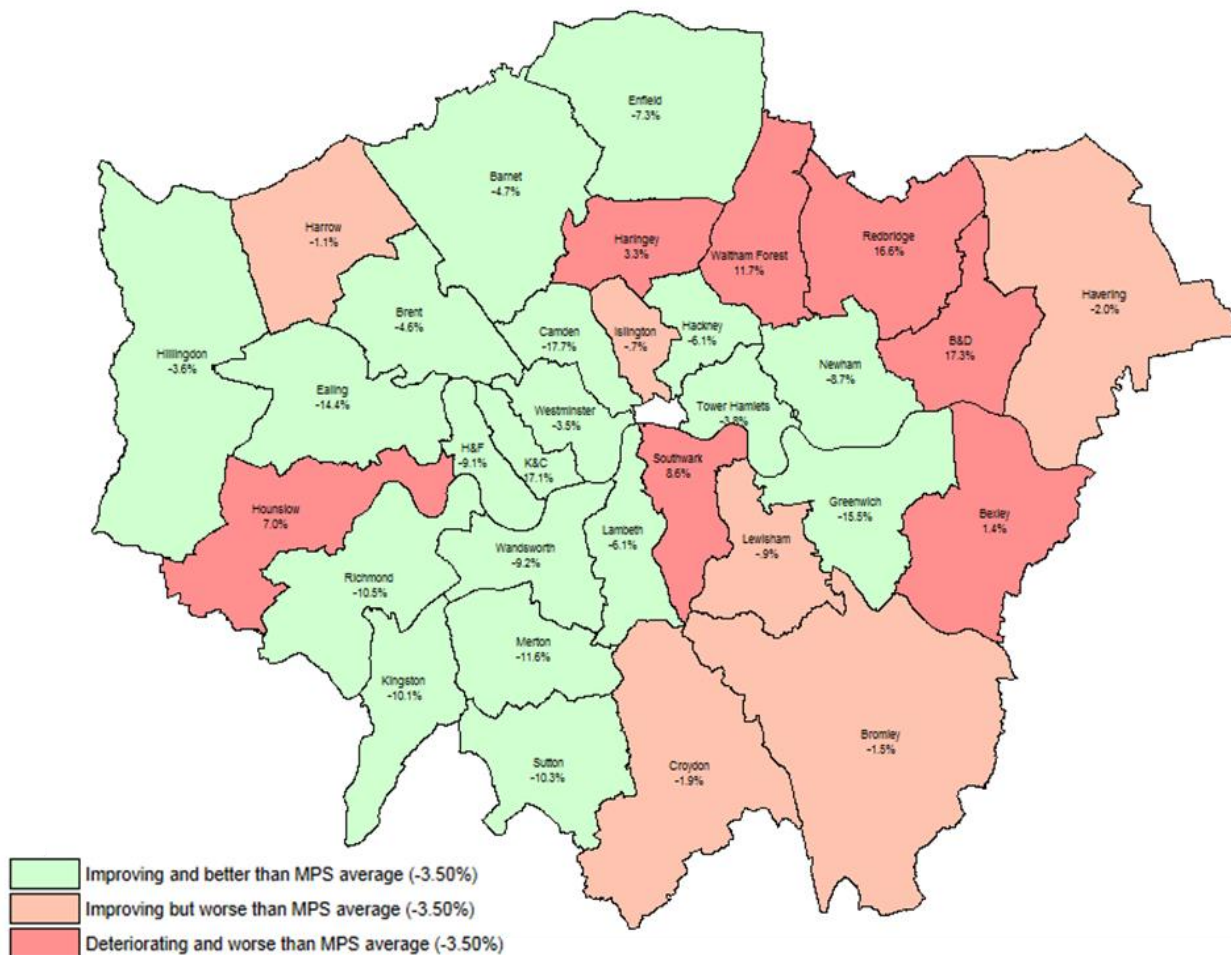 Enfield
-7.3%
Barnet
-4.7%
Harrow
-1.1%
Haringey
3.3%
Waltham Forest
11.7%
Redbridge
16.6%
Havering
-2.0%
Hillingdon
-3.6%
Brent
-4.6%
Camden
-17.7%
Islington
-.7%
Hackney
-6.1%
B&D
17.3%
Newham
-8.7%
Ealing
-14.4%
Westminster
-3.5%
Tower Hamlets
-3.8%
H&F
-9.1%
K&C
-17.1%
Southwark
8.6%
Hounslow
7.0%
Greenwich
-15.5%
Bexley
1.4%
Lambeth
-6.1%
Lewisham
-.9%
Wandsworth
-9.2%
Richmond
-10.5%
Merton
-11.6%
Kingston
-10.1%
Sutton
-10.3%
Croydon
-1.9%
Bromley
-1.5%
Improving and better than MPS average (-3.50%)
Improving but worse than MPS average (-3.50%)
Deteriorating and worse than MPS average (-3.50%)